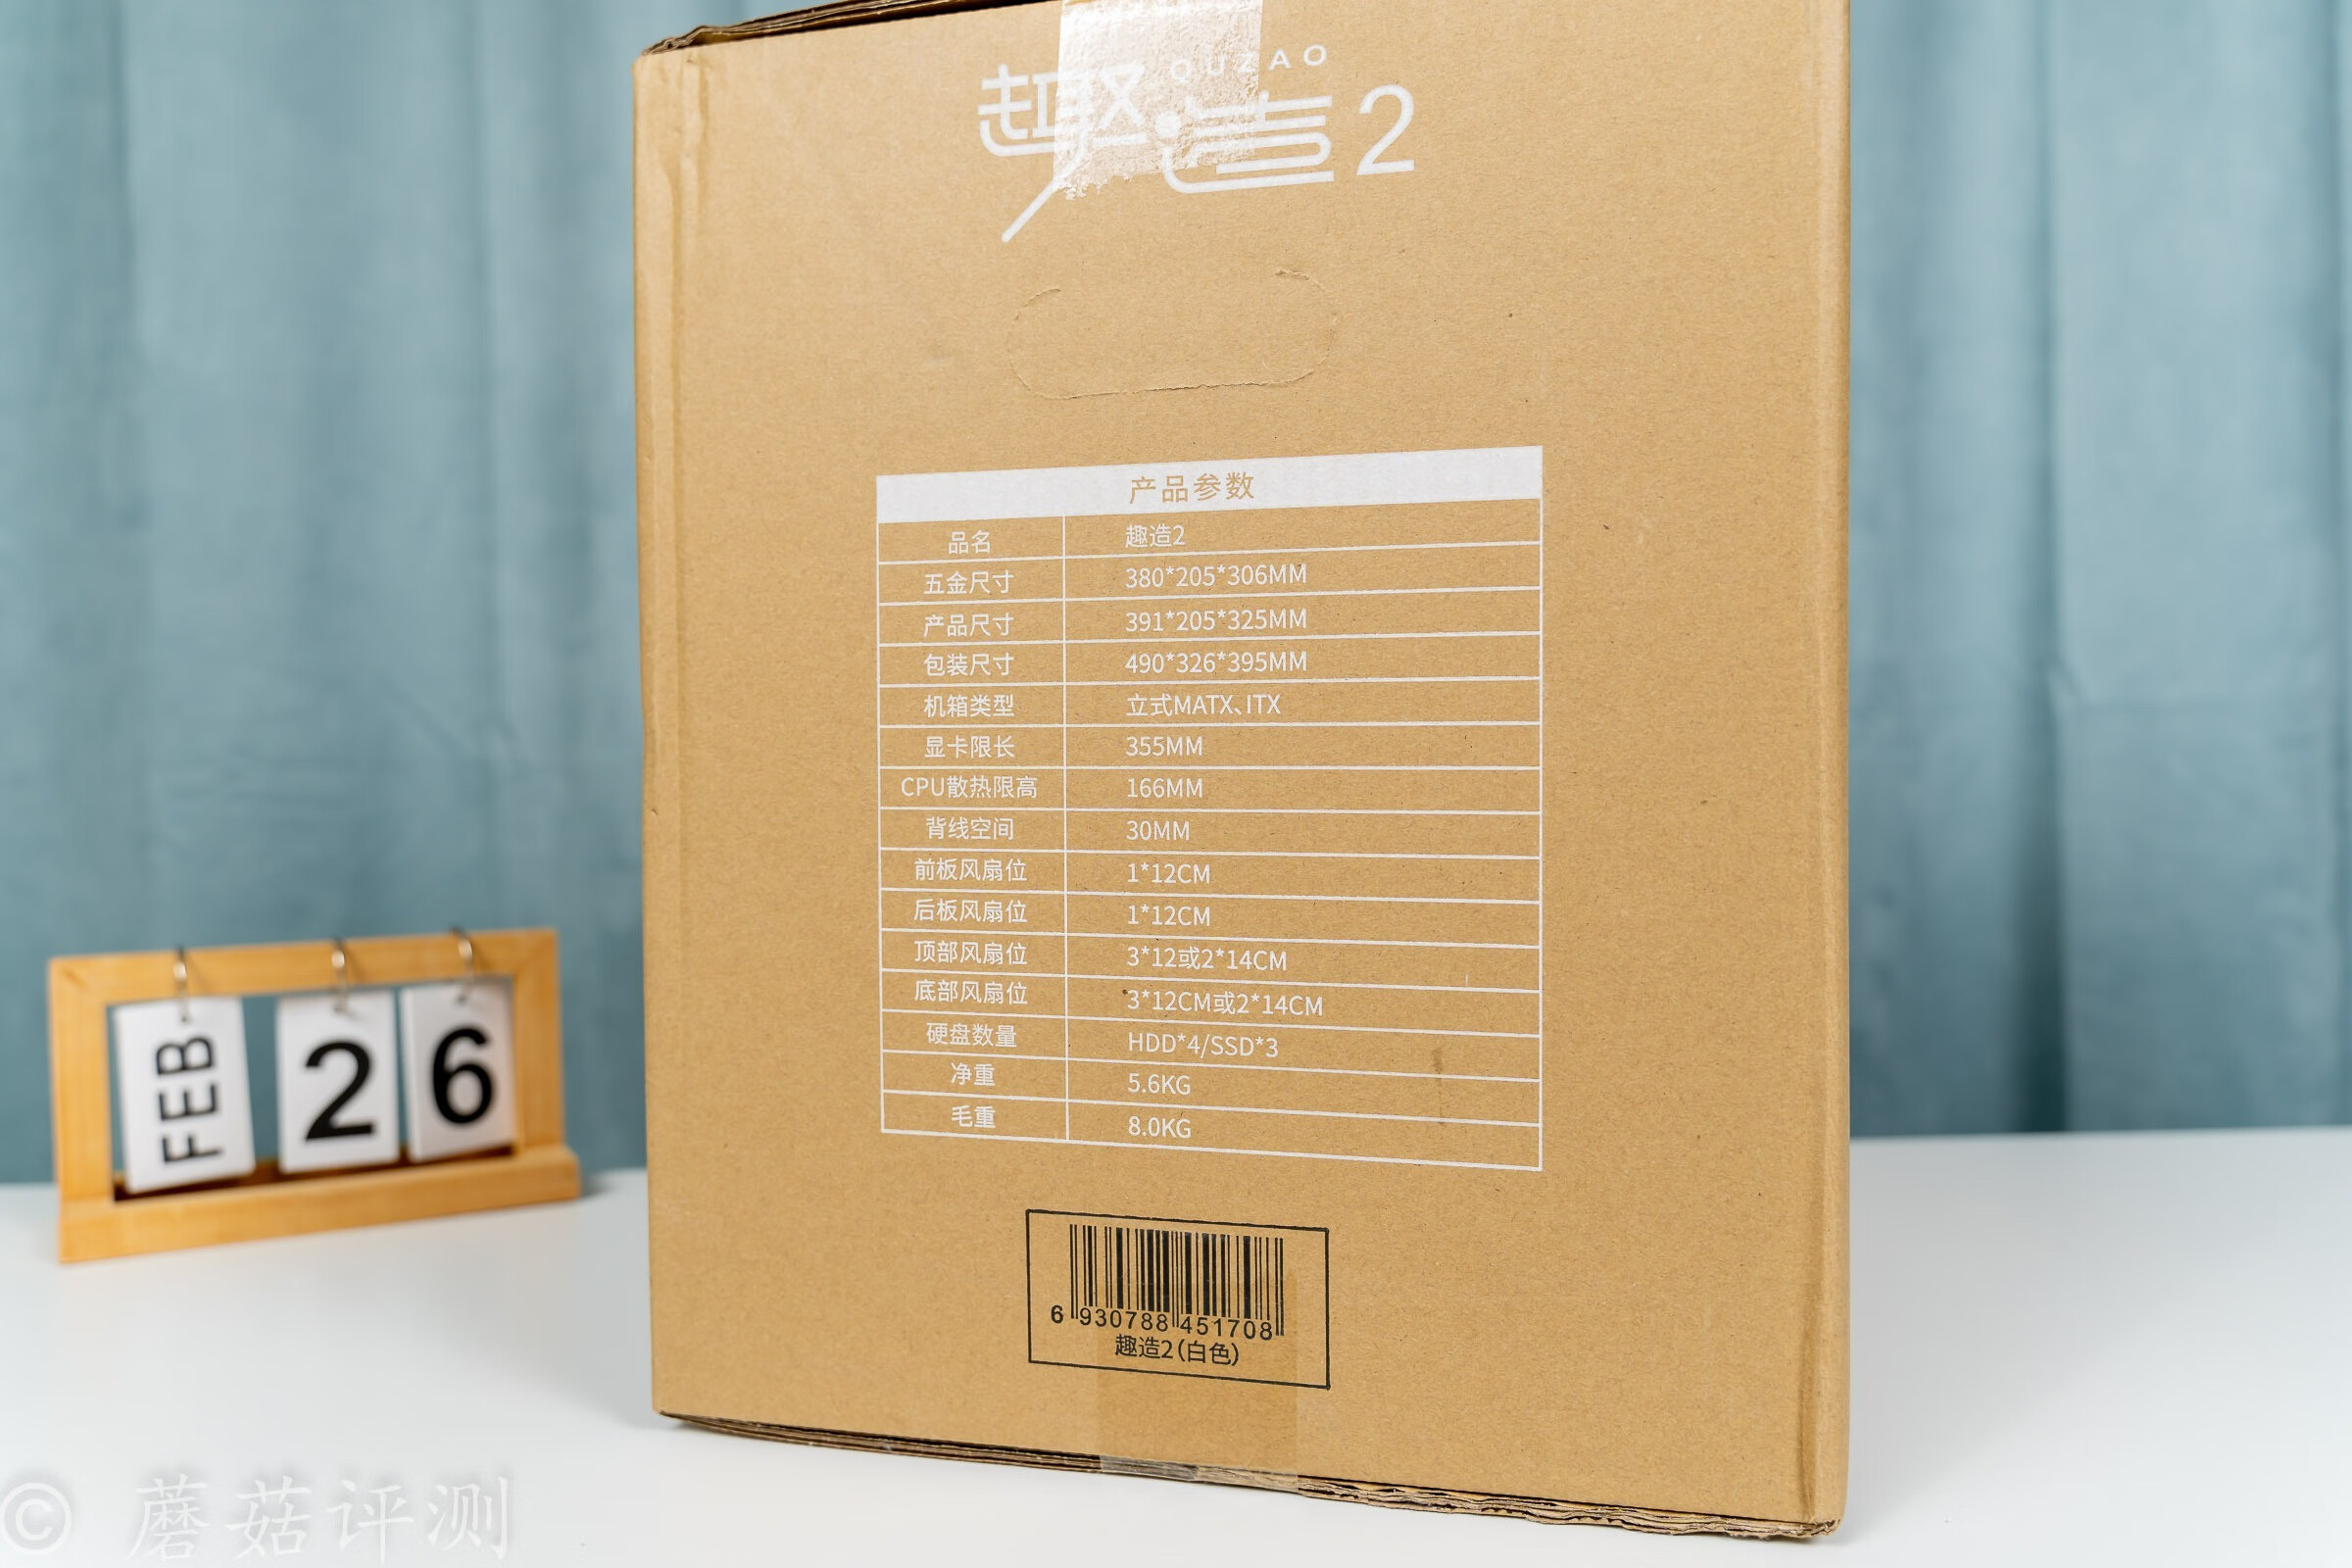 QUZAO
趣造2
产品参数
品名 趣造2
五金尺寸 380*205*306MM
产品尺寸 391*205*325MM
包装尺寸 490*326*395MM
机箱类型 立式MATX、ITX
显卡限长 355MM
CPU散热限高 166MM
背线空间 30MM
前板风扇位 1*12CM
后板风扇位 1*12CM
顶部风扇位 3*12或2*14CM
底部风扇位 3*12CM或2*14CM
硬盘数量 HDD*4/SSD*3
净重 5.6KG
毛重 8.0KG
6 930788 451708
趣造2(白色)
FEB 26
© 蘑菇评测